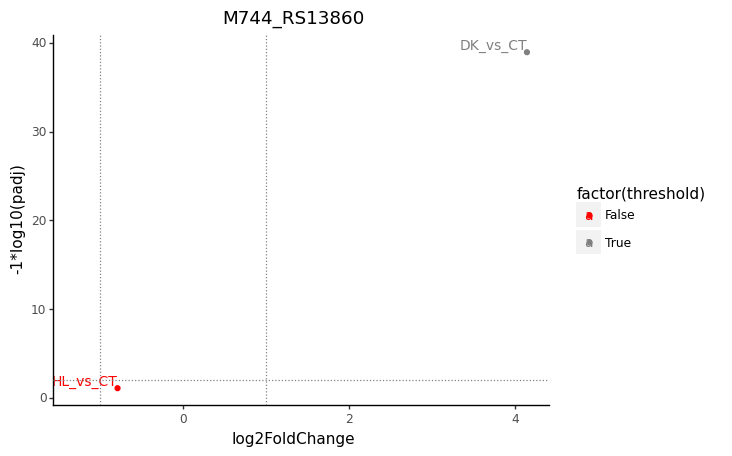 M744_RS13860
DK_vs_CT
HL_vs_CT
40
30
20
10
0
-1*log10(padj)
0 2 4
log2FoldChange
factor(threshold)
a False
a True